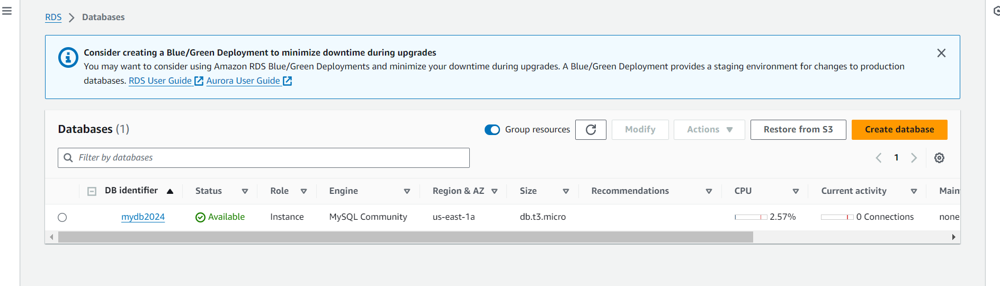 RDS Databases
Consider creating a Blue/Green Deployment to minimize downtime during upgrades
You may want to consider using Amazon RDS Blue/Green Deployments and minimize your downtime during upgrades. A Blue/Green Deployment provides a staging environment for changes to production
databases. RDS User Guide Aurora User Guide
Databases (1) Group resources Modify Actions Restore from S3 Create database
Filter by databases 1
DB identifier Status Role Engine Region & AZ Size Recommendations CPU Current activity Main
mydb2024 Available Instance MySQL Community us-east-1a db.t3.micro 2.57% 0 Connections none